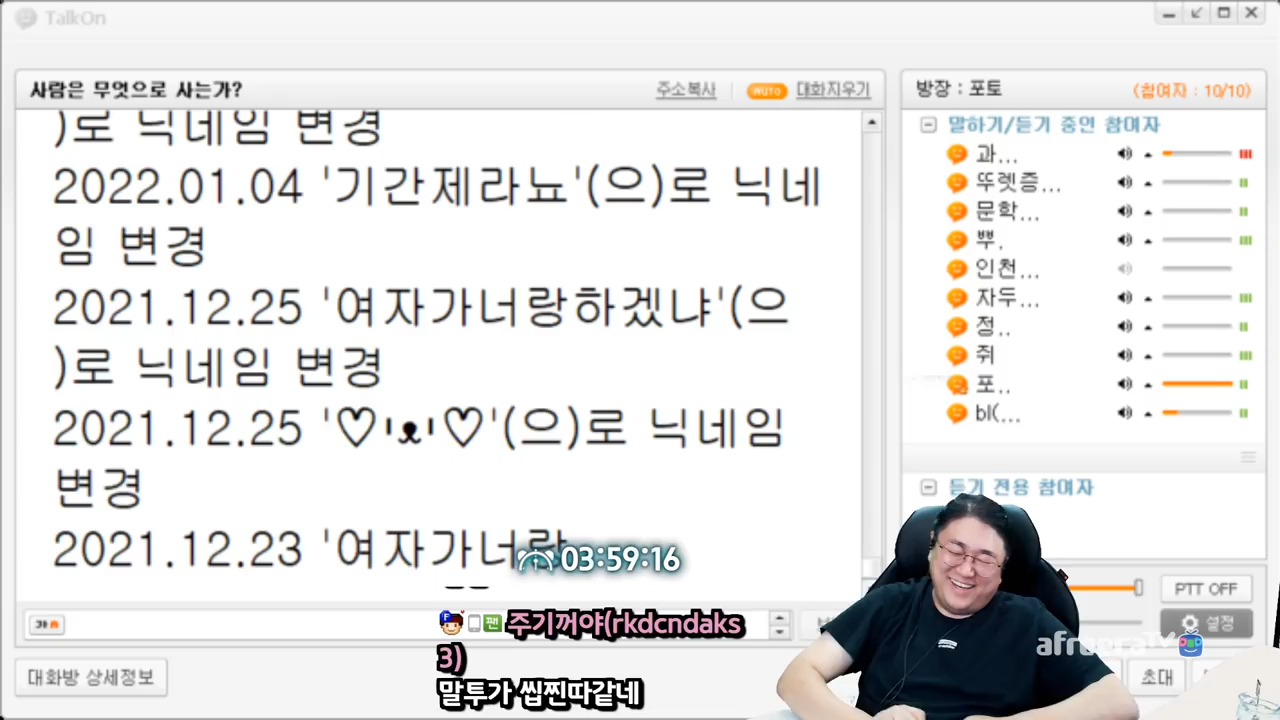 TalkOn
사람은 무엇으로 사는가?
주소복사
AUTO
대화지우기
)로 닉네임 변경
2022.01.04 '기간제라뇨'(으)로 닉네
임 변경
2021.12.25 '여자가너랑하겠냐'(으
)로 닉네임 변경
2021.12.25 '♡'ᴥ'♡'(으)로 닉네임
변경
2021.12.23 '여자가너랑
03:59:16
가
대화방 상세정보
방장 : 포토
(참여자 : 10/10)
말하기/듣기 중인 참여자
과...
뚜렛증...
문학...
뿌.
인천...
자두...
정..
쥐
포..
bl(...
듣기 전용 참여자
PTT OFF
설정
초대
afreecaTV
F
팬 주기꺼야(rkdcndaks
3)
말투가 씹찐따같네